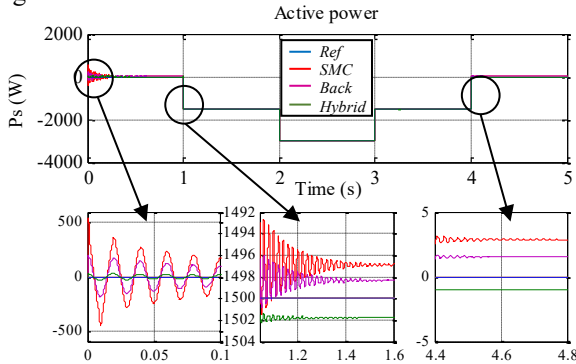 g
Active power
2000
0
-2000
-4000
Ps (W)
Ref
SMC
Back
Hybrid
0 1 2 3 4 5
Time (s)
500
0
-500
0 0.05 0.1
1492
1494
1496
1498
1500
1502
1504
1.2 1.4 1.6
5
0
-5
4.4 4.6 4.8